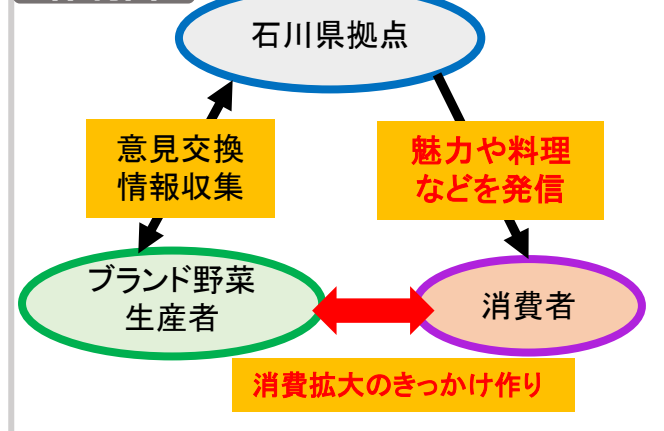 石川県拠点
意見交換
情報収集
魅力や料理
などを発信
ブランド野菜
生産者
消費者
消費拡大のきっかけ作り